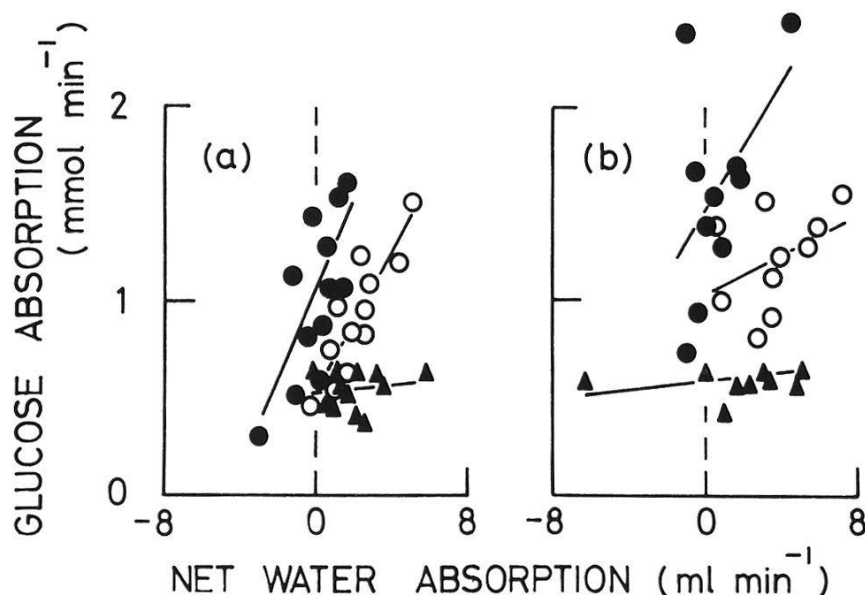 GLUCOSE ABSORPTION
(mmol min⁻¹)
2
1
0
(a)
(b)
-8
0
8
-8
0
8
NET WATER ABSORPTION (ml min⁻¹)